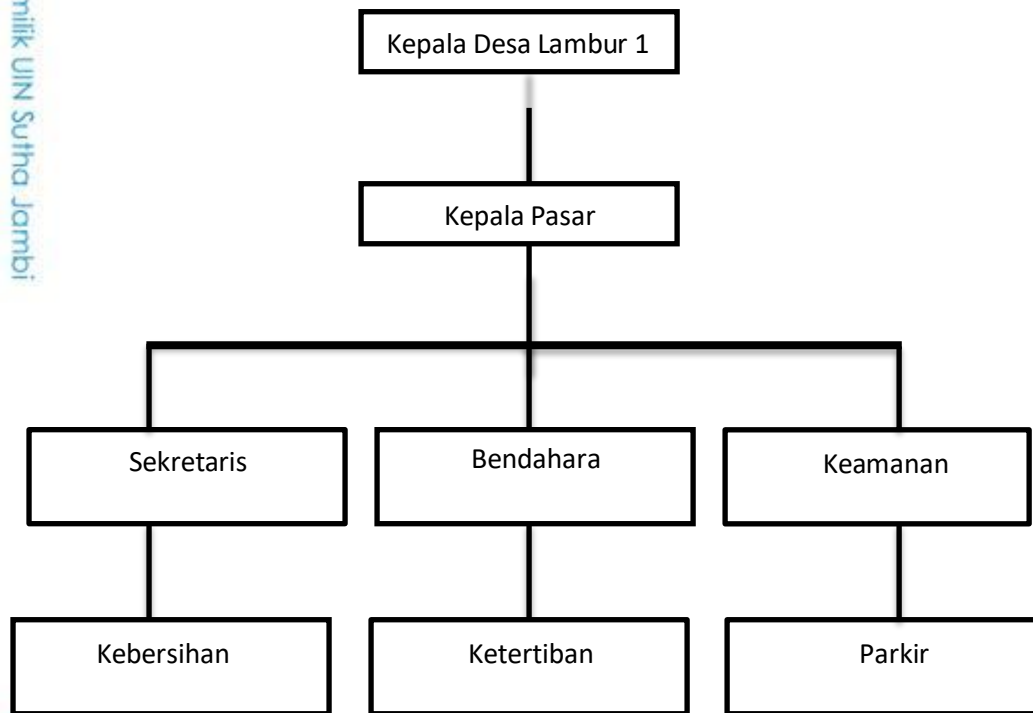 milik UIN Sutha Jambi
Kepala Desa Lambur 1
Kepala Pasar
Sekretaris
Bendahara
Keamanan
Kebersihan
Ketertiban
Parkir